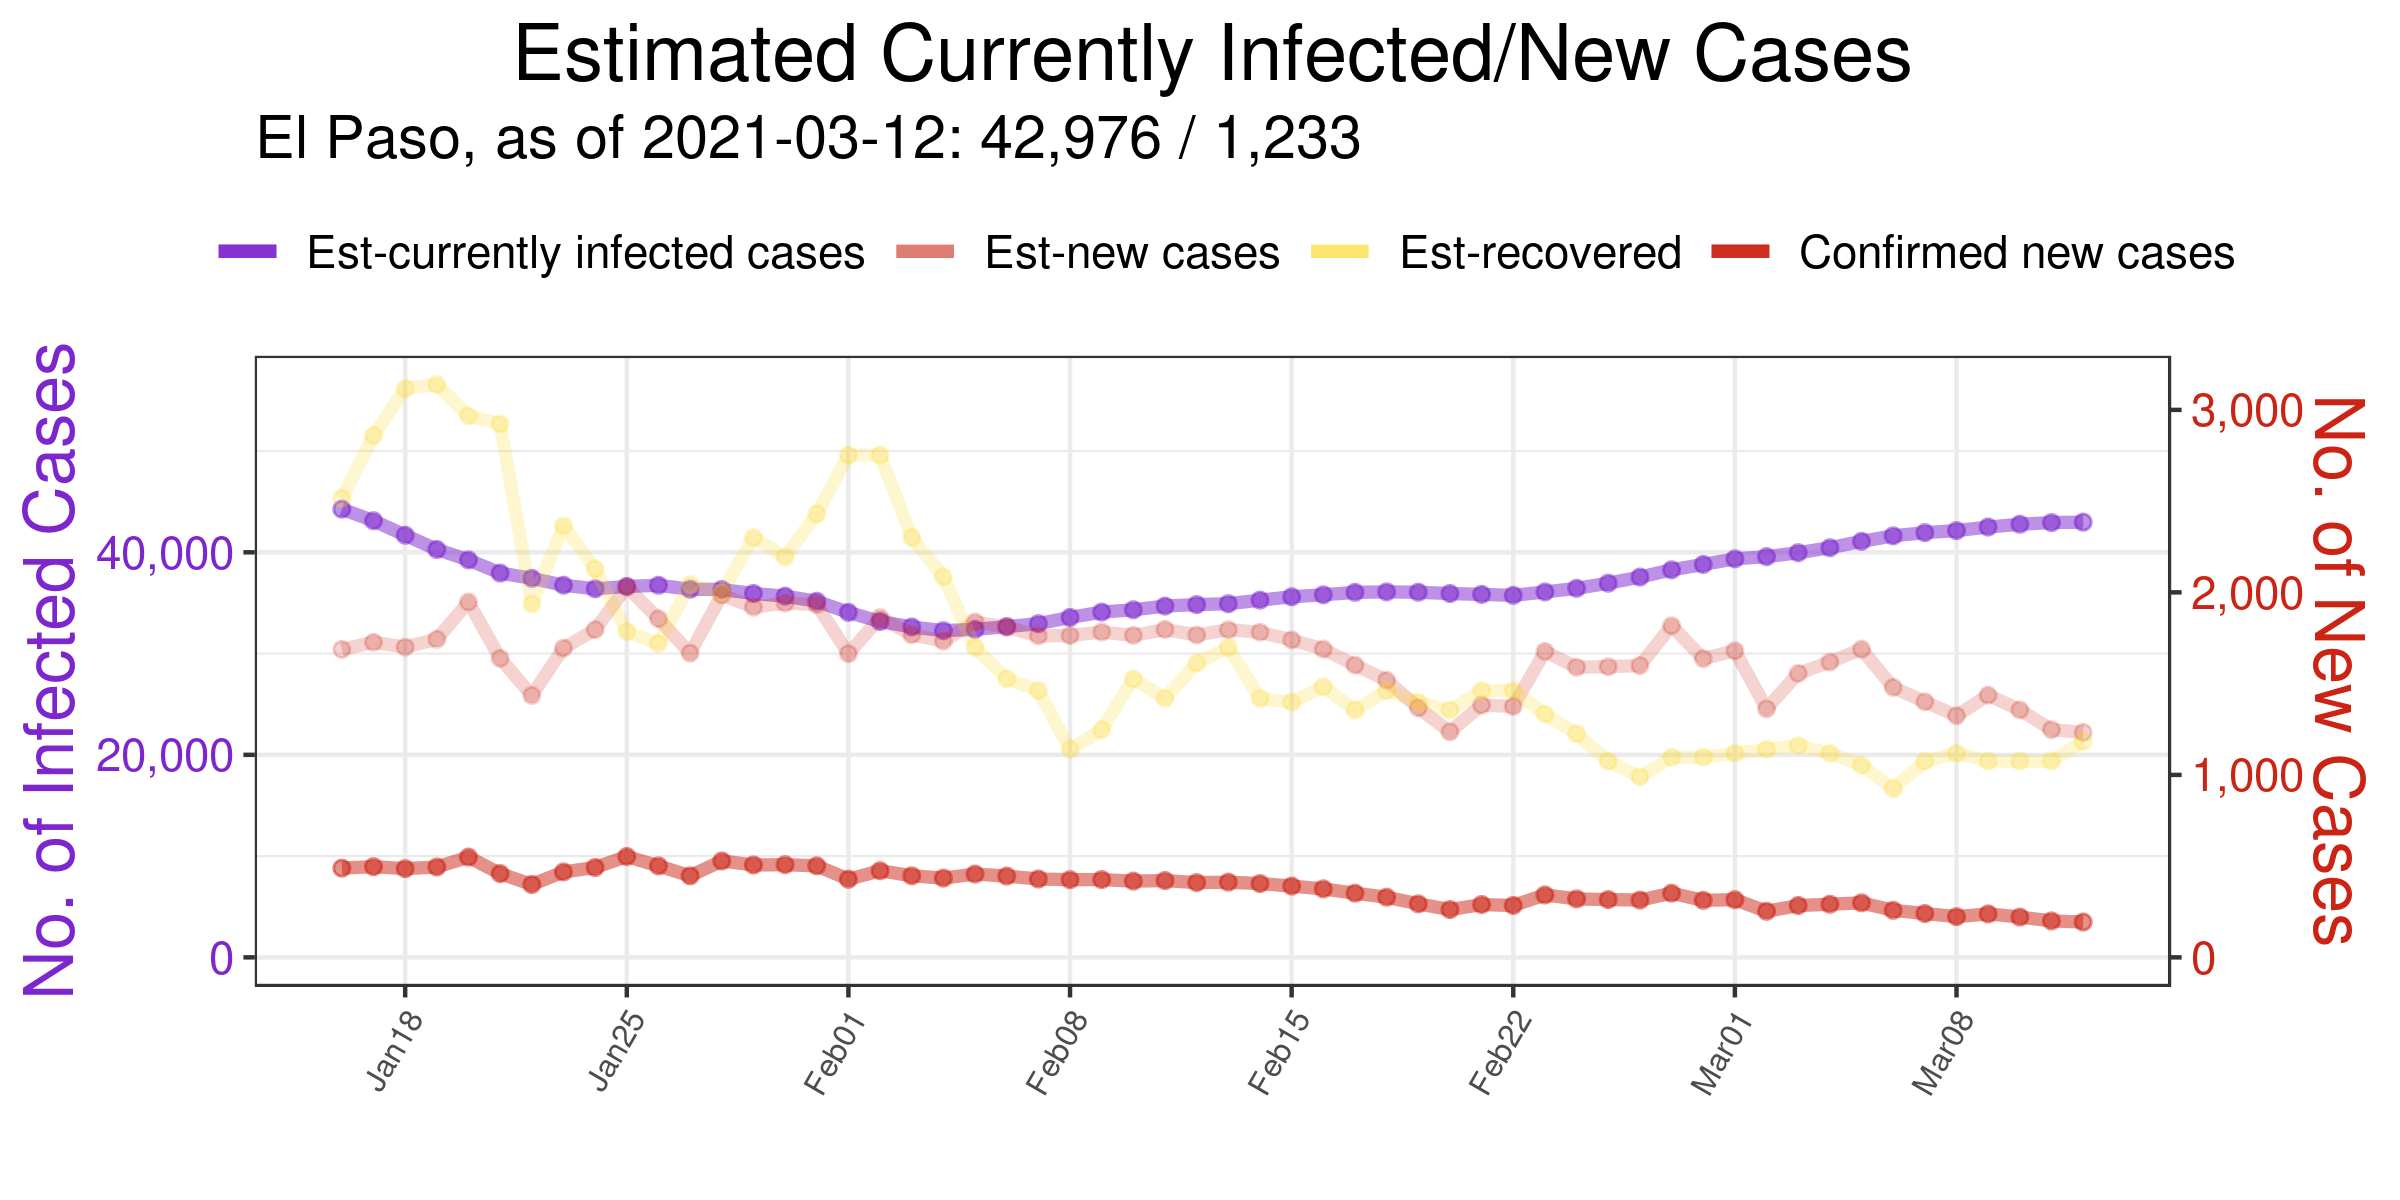 Estimated Currently Infected/New Cases
El Paso, as of 2021-03-12: 42,976 / 1,233
Est-currently infected cases Est-new cases Est-recovered Confirmed new cases
No. of Infected Cases
40,000
20,000
0
3,000
2,000
1,000
0
No. of New Cases
Jan18 Jan25 Feb01 Feb08 Feb15 Feb22 Mar01 Mar08